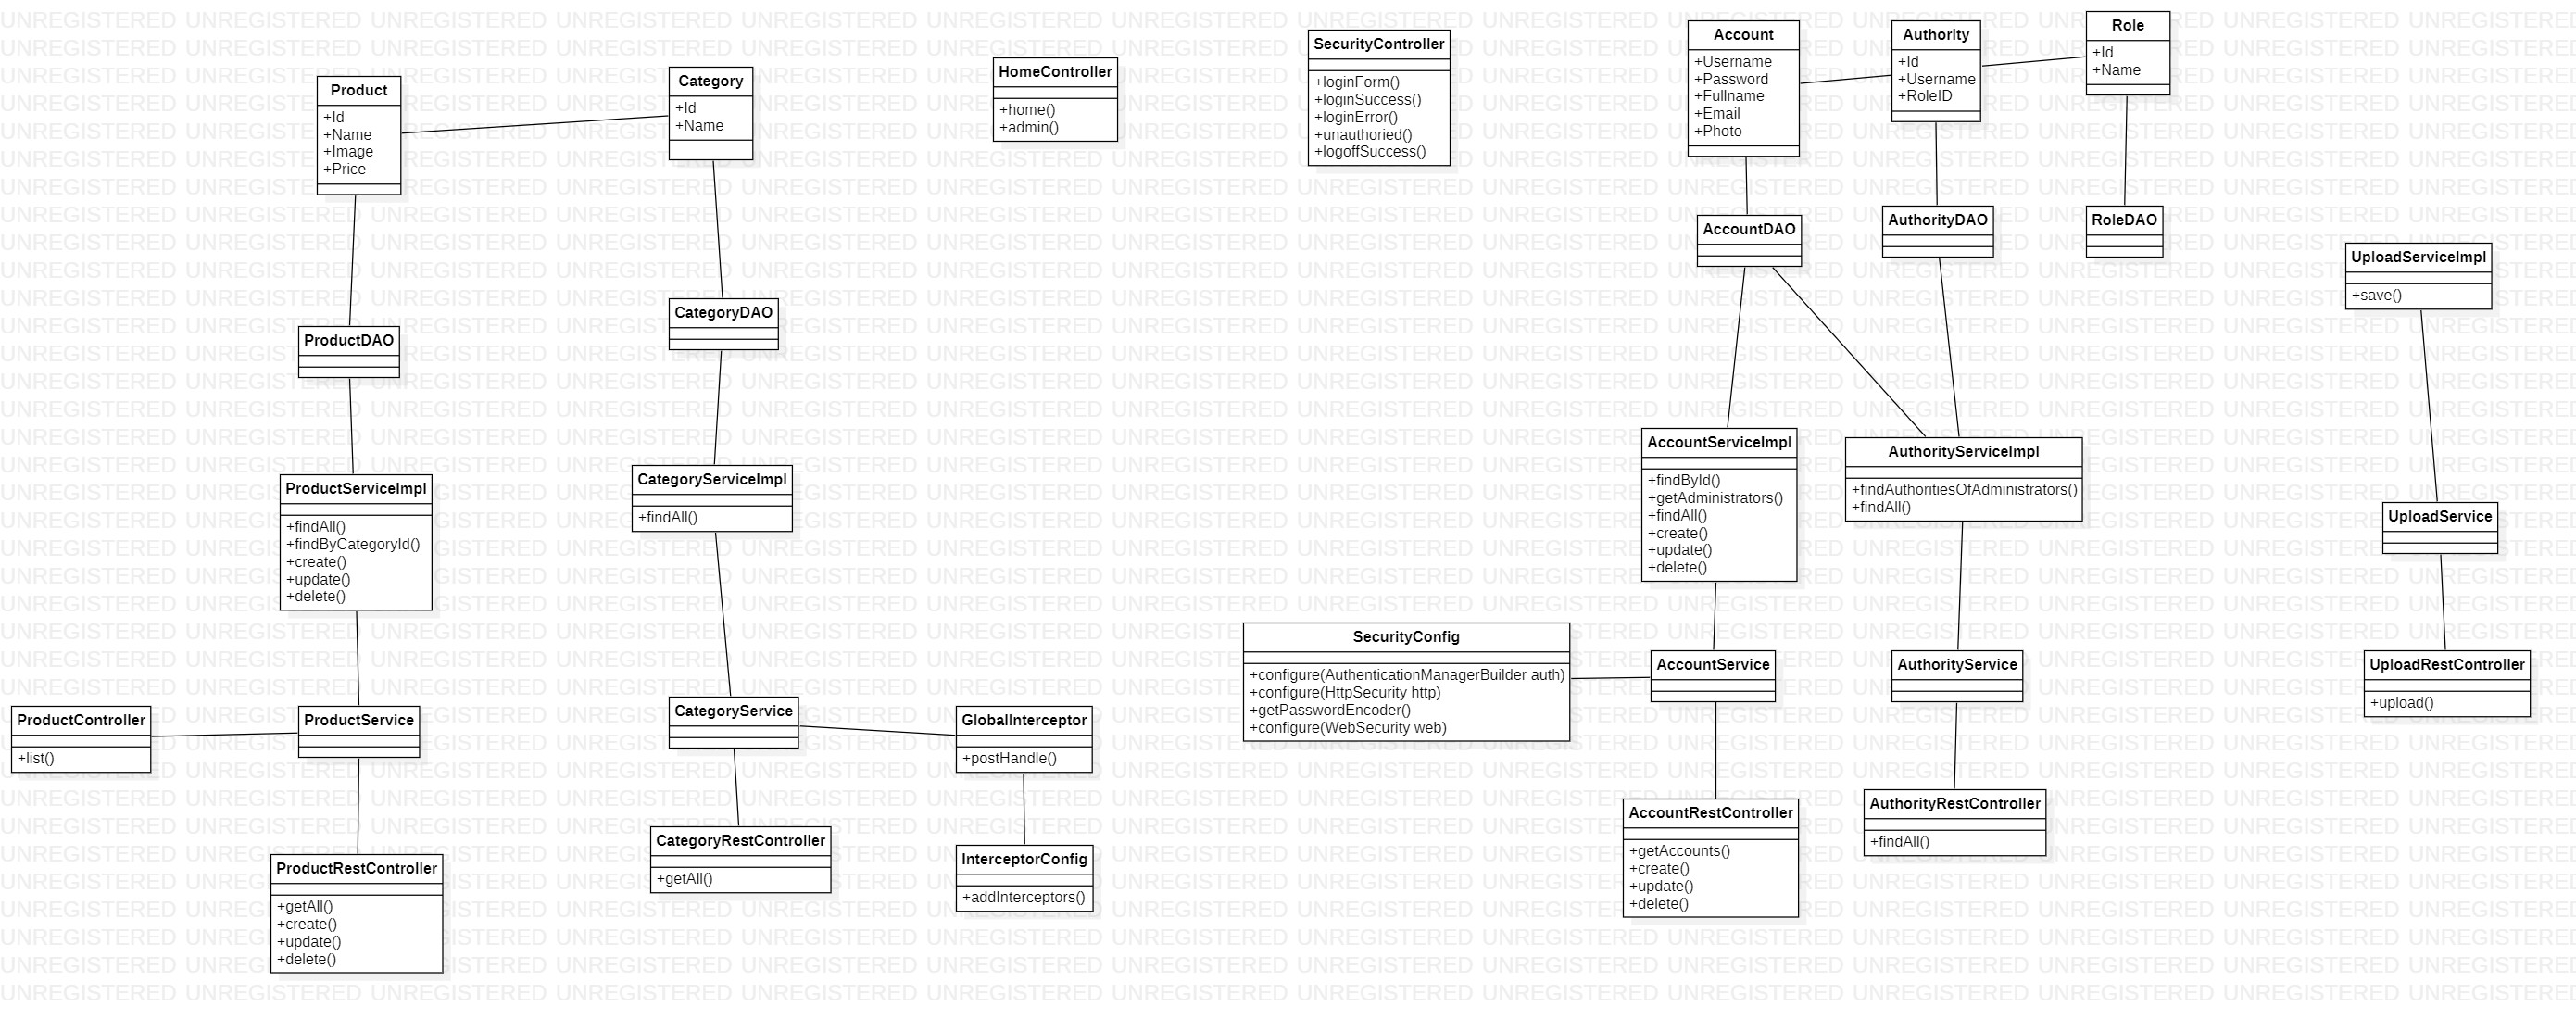 Product
+Id
+Name
+Image
+Price
Category
+Id
+Name
HomeController
+home()
+admin()
SecurityController
+loginForm()
+loginSuccess()
+loginError()
+unauthoried()
+logoffSuccess()
Account
+Username
+Password
+Fullname
+Email
+Photo
Authority
+Id
+Username
+RoleID
Role
+Id
+Name
ProductDAO
CategoryDAO
AccountDAO
AuthorityDAO
RoleDAO
UploadServiceImpl
+save()
ProductServiceImpl
+findAll()
+findByCategoryId()
+create()
+update()
+delete()
CategoryServiceImpl
+findAll()
AccountServiceImpl
+findById()
+getAdministrators()
+findAll()
+create()
+update()
+delete()
AuthorityServiceImpl
+findAuthoritiesOfAdministrators()
+findAll()
UploadService
ProductController
+list()
ProductService
CategoryService
GlobalInterceptor
+postHandle()
SecurityConfig
+configure(AuthenticationManagerBuilder auth)
+configure(HttpSecurity http)
+getPasswordEncoder()
+configure(WebSecurity web)
AccountService
AuthorityService
UploadRestController
+upload()
ProductRestController
+getAll()
+create()
+update()
+delete()
CategoryRestController
+getAll()
InterceptorConfig
+addInterceptors()
AccountRestController
+getAccounts()
+create()
+update()
+delete()
AuthorityRestController
+findAll()
UNREGISTERED